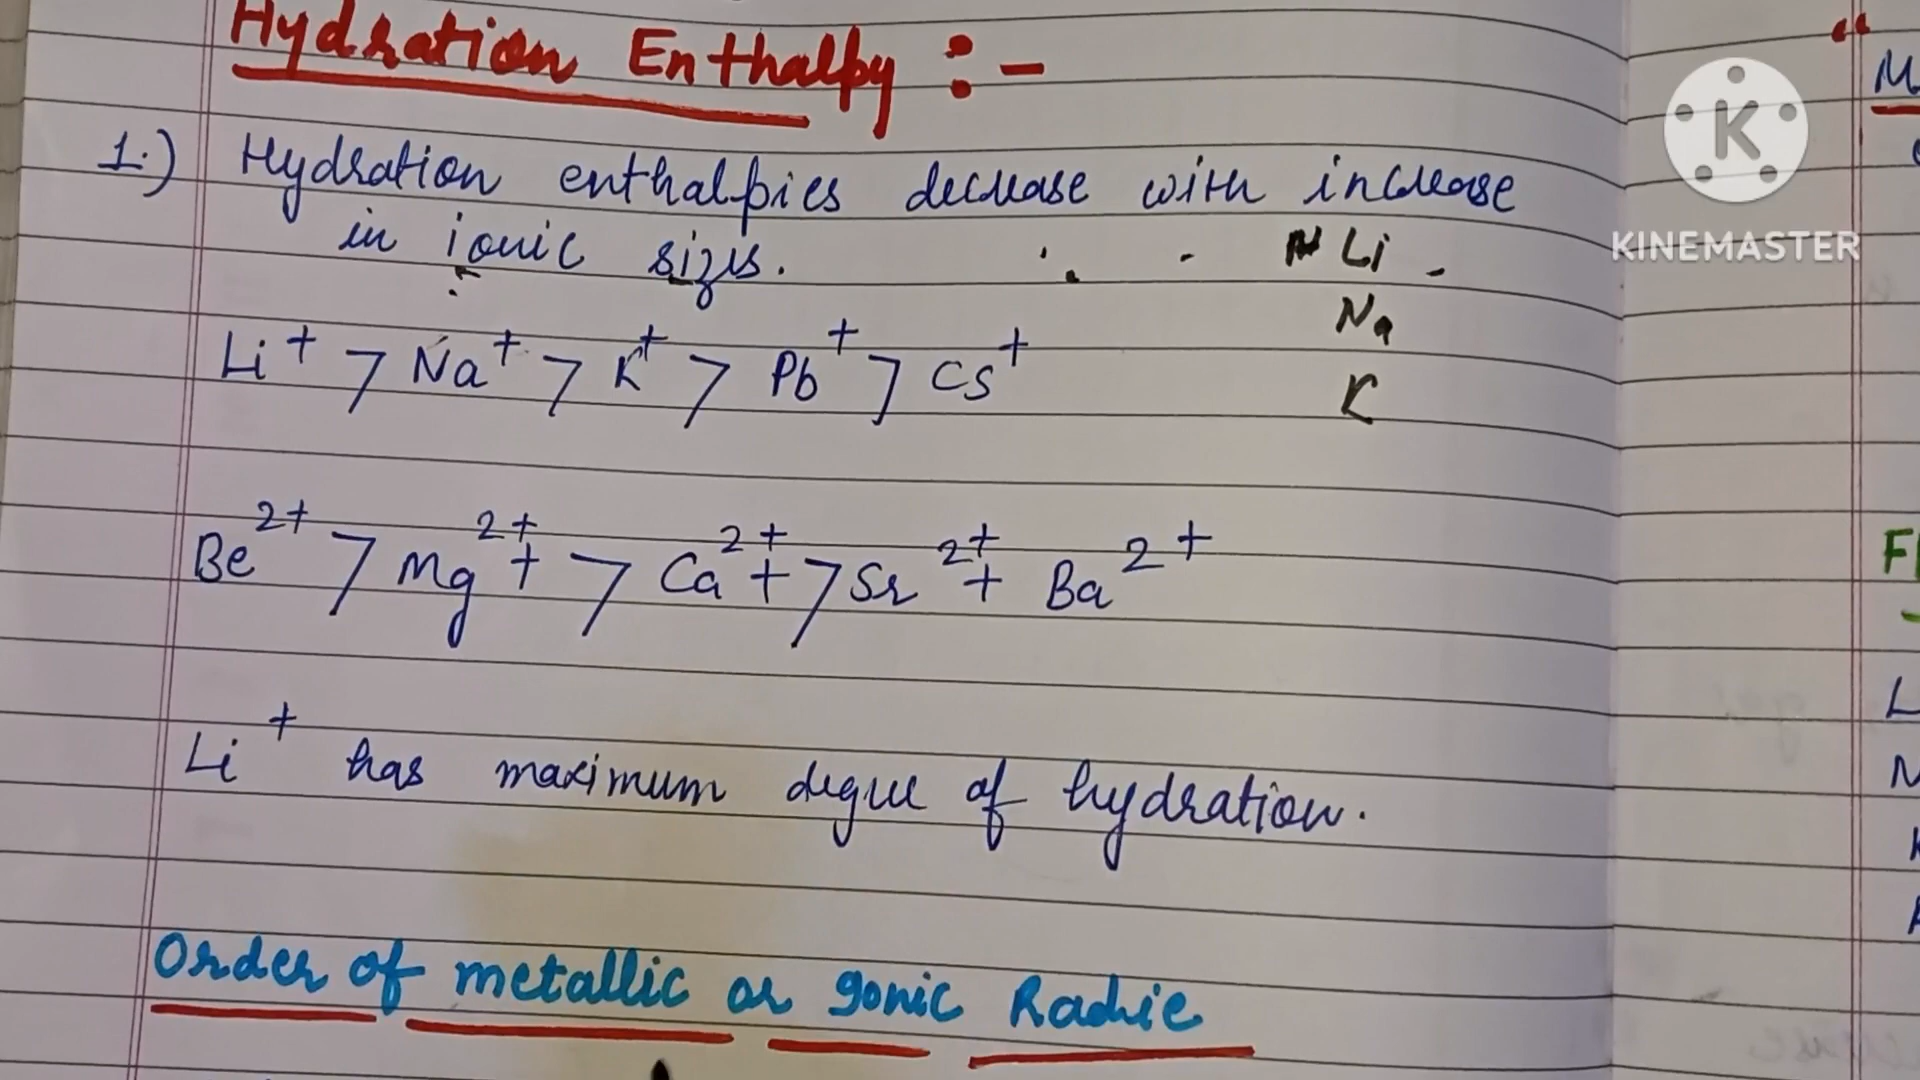 Hydration Enthalpy :-
1.) Hydration enthalpies decrease with increase
in ionic sizes.
Li
Na
K
Li+ > Na+ > K+ > Pb+ > Cs+
Be2+ > Mg2+ + > Ca2+ + > Sr2+ + Ba2+
Li+ has maximum degree of hydration.
Order of metallic or Ionic Radie
K
KINEMASTER